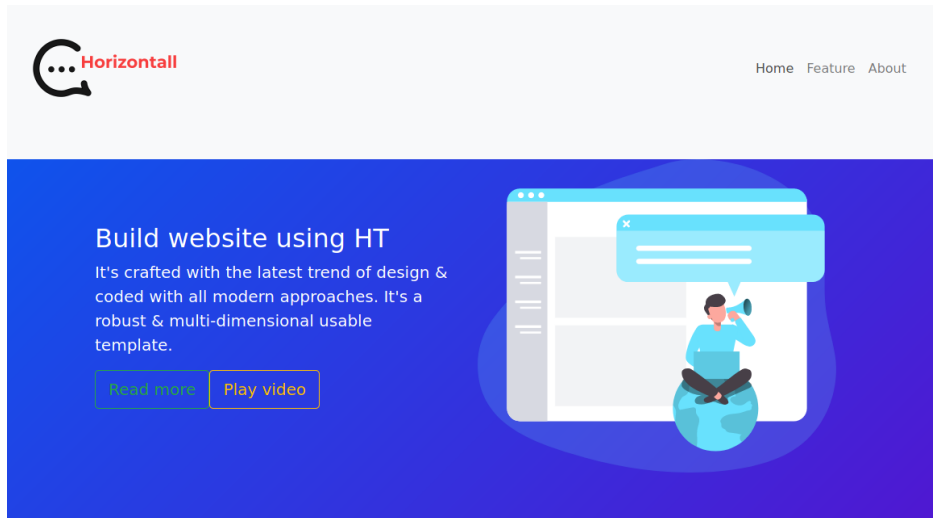 Horizontall
Home Feature About
Build website using HT
It's crafted with the latest trend of design &
coded with all modern approaches. It's a
robust & multi-dimensional usable
template.
Read more Play video